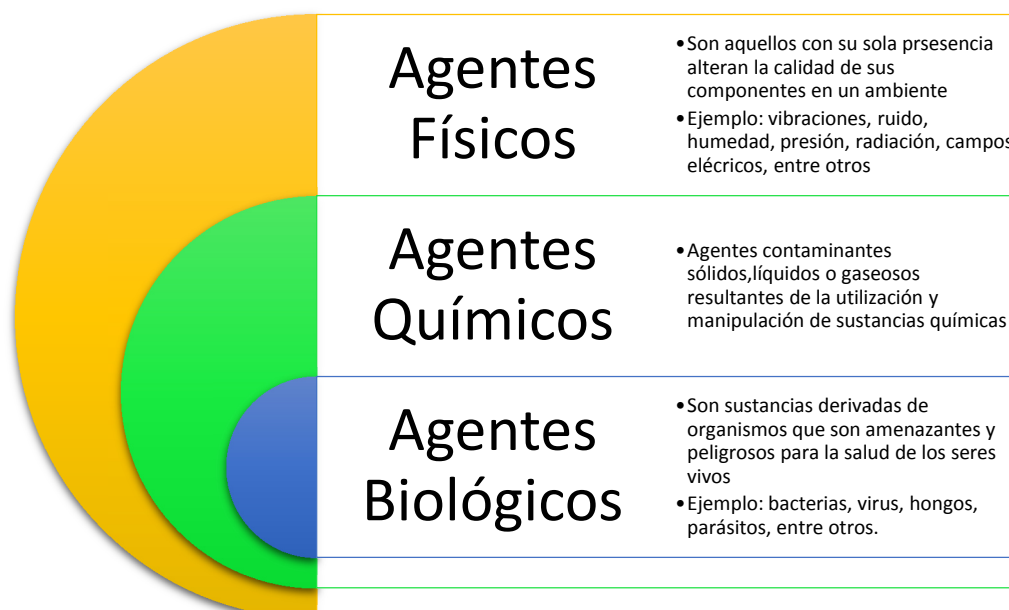 Agentes
Físicos
•Son aquellos con su sola prsesencia
alteran la calidad de sus
componentes en un ambiente
•Ejemplo: vibraciones, ruido,
humedad, presión, radiación, campos
elécricos, entre otros
Agentes
Químicos
•Agentes contaminantes
sólidos,líquidos o gaseosos
resultantes de la utilización y
manipulación de sustancias químicas
Agentes
Biológicos
•Son sustancias derivadas de
organismos que son amenazantes y
peligrosos para la salud de los seres
vivos
•Ejemplo: bacterias, virus, hongos,
parásitos, entre otros.